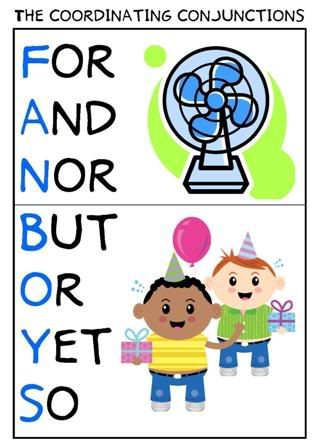 THE COORDINATING CONJUNCTIONS
FOR
AND
NOR
BUT
OR
YET
SO